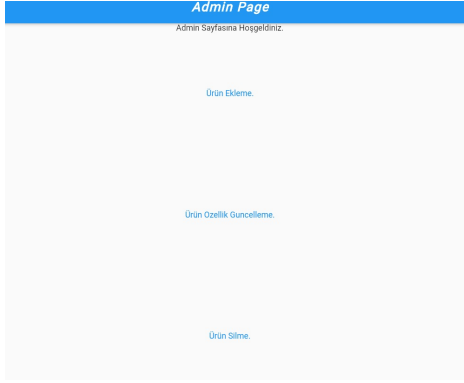 Admin Page
Admin Sayfasına Hoşgeldiniz.
Ürün Ekleme.
Ürün Ozellik Guncelleme.
Ürün Silme.